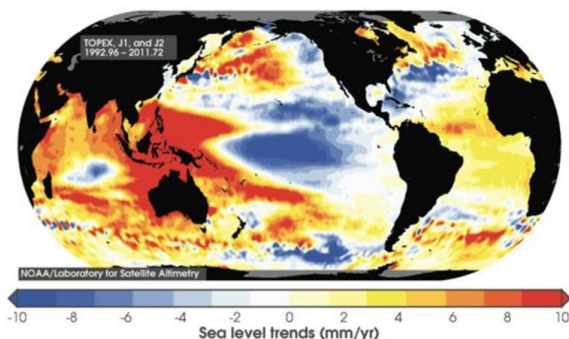 TOPEX, J1, and J2
1992.96 – 2011.72
NOAA/Laboratory for Satellite Altimetry
-10 -8 -6 -4 -2 0 2 4 6 8 10
Sea level trends (mm/yr)